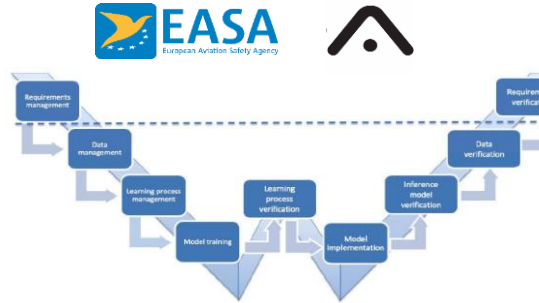 EASA
European Aviation Safety Agency
Requirements
management
Data
management
Learning process
management
Model training
Learning
process
verification
Model
implementation
Inference
model
verification
Data
verification